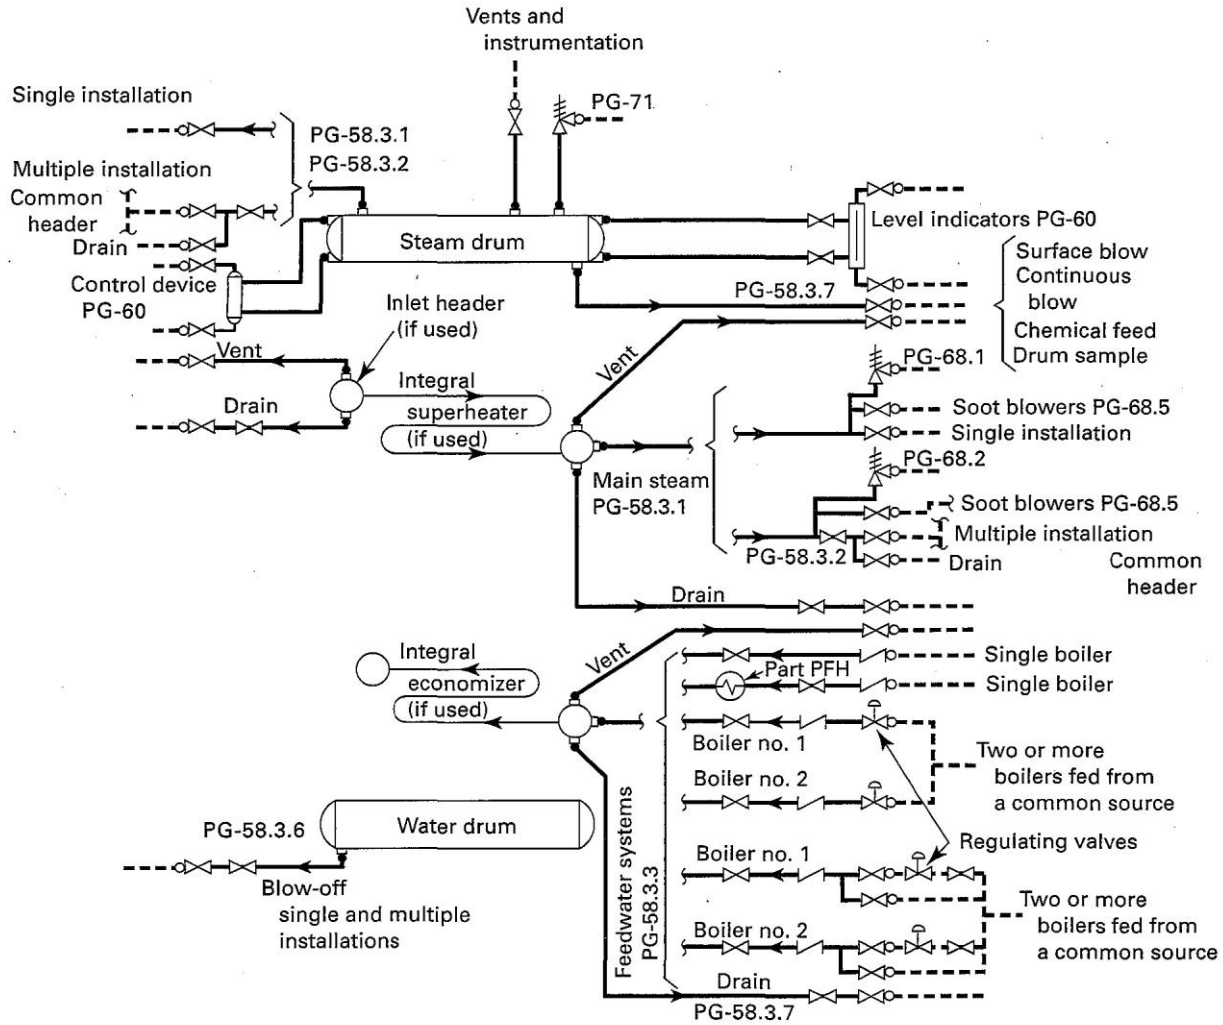 Vents and
instrumentation
Single installation
PG-71
PG-58.3.1
PG-58.3.2
Multiple installation
Common
header
Level indicators PG-60
Steam drum
Drain
Surface blow
Continuous
blow
Chemical feed
Drum sample
Control device
PG-60
PG-58.3.7
Inlet header
(if used)
Vent
Vent
PG-68.1
Integral
superheater
(if used)
Drain
Soot blowers PG-68.5
Single installation
PG-68.2
Main steam
PG-58.3.1
Soot blowers PG-68.5
Multiple installation
PG-58.3.2
Drain
Common
header
Drain
Integral
economizer
(if used)
Vent
Single boiler
Part PFH
Single boiler
Boiler no. 1
Two or more
boilers fed from
a common source
Boiler no. 2
Regulating valves
PG-58.3.6
Water drum
Blow-off
single and multiple
installations
Feedwater systems
PG-58.3.3
Boiler no. 1
Two or more
boilers fed from
a common source
Boiler no. 2
Drain
PG-58.3.7